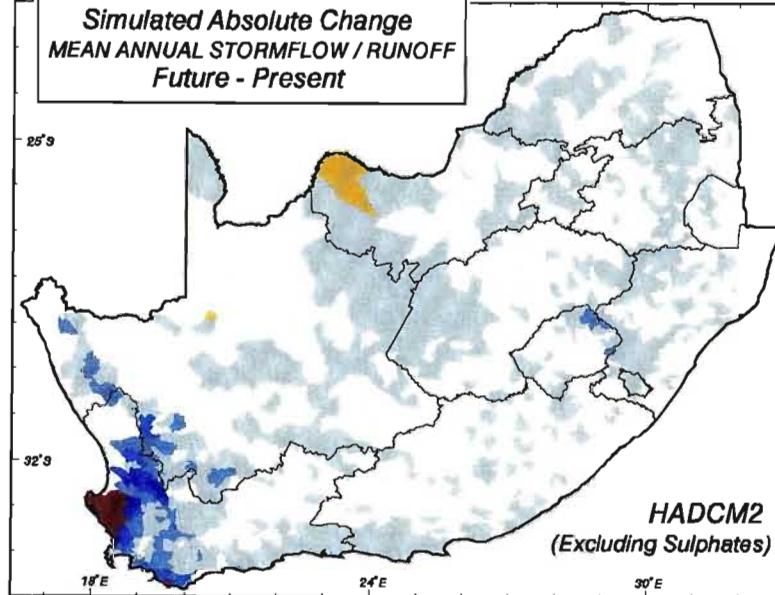 Simulated Absolute Change
MEAN ANNUAL STORMFLOW / RUNOFF
Future - Present
25°S
32°S
HADCM2
(Excluding Sulphates)
18°E
24°E
30°E